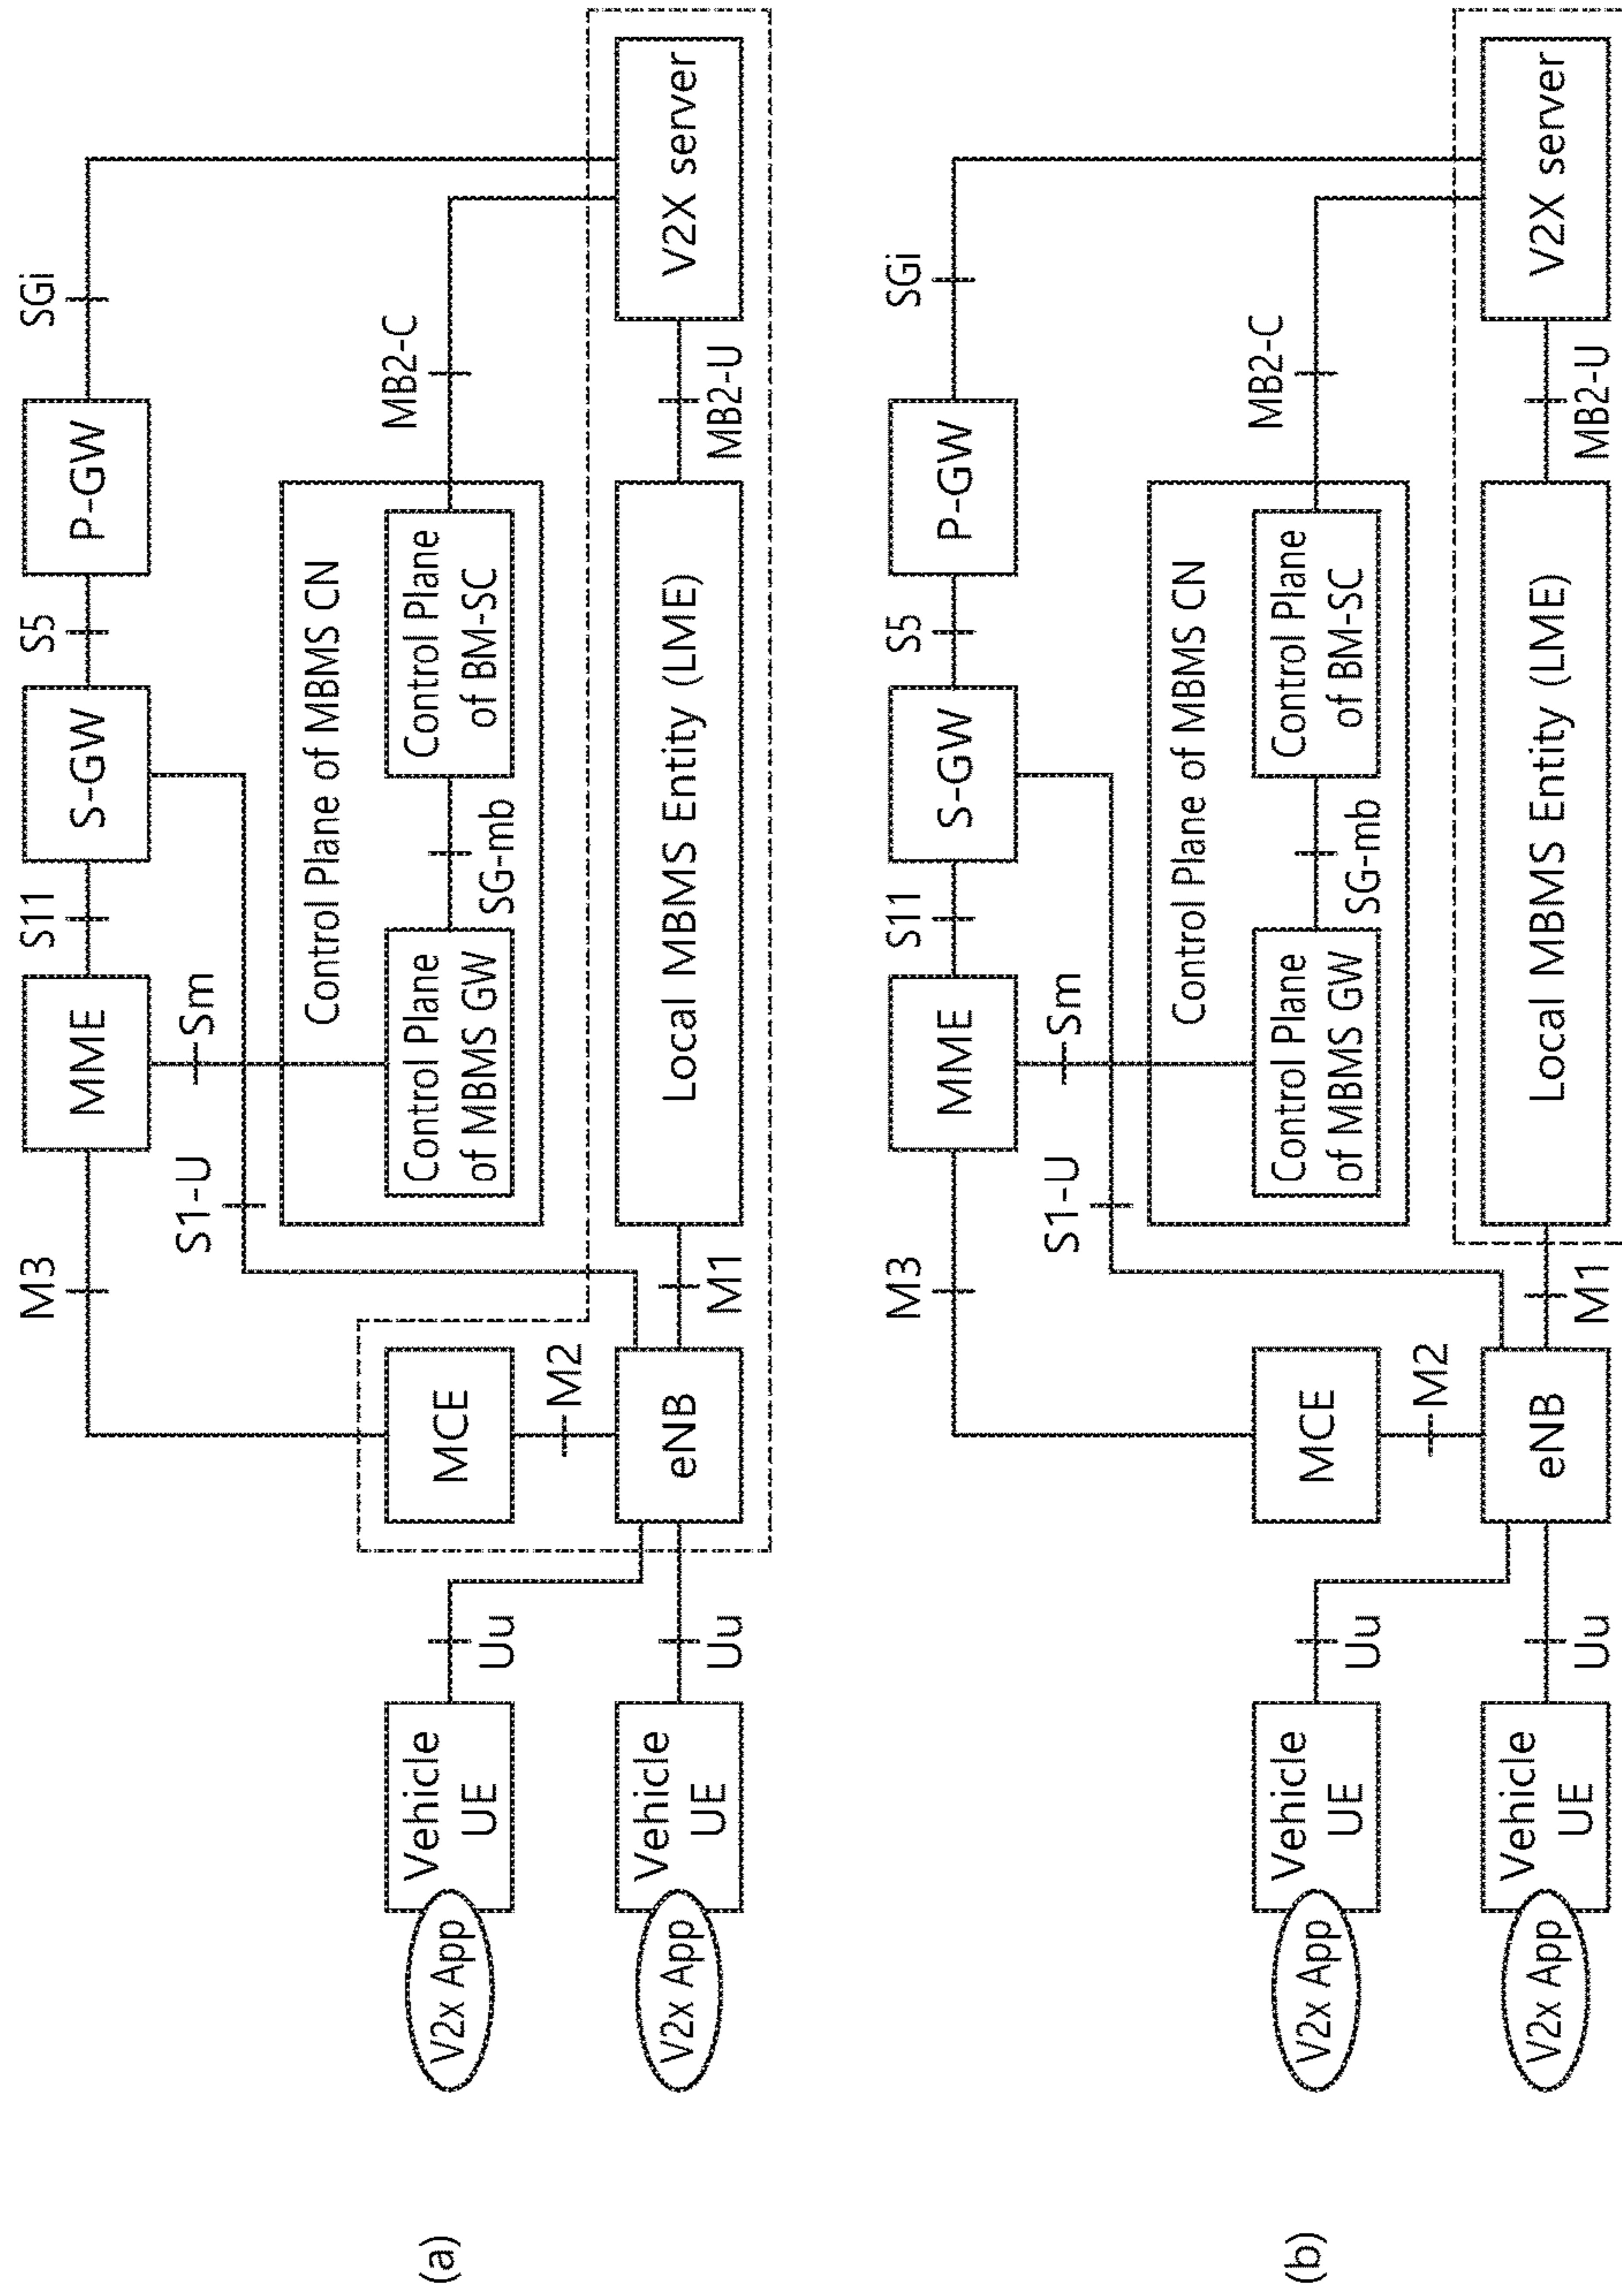 (a)
M3
MME
S11
S-GW
S5
P-GW
SGi
S1-U
Sm
Control Plane of MBMS CN
Control Plane
of MBMS GW
SG-mb
Control Plane
of BM-SC
MB2-C
V2x App
Vehicle
UE
Uu
MCE
M2
V2x App
Vehicle
UE
Uu
eNB
M1
Local MBMS Entity (LME)
MB2-U
V2X server
(b)
M3
MME
S11
S-GW
S5
P-GW
SGi
S1-U
Sm
Control Plane of MBMS CN
Control Plane
of MBMS GW
SG-mb
Control Plane
of BM-SC
MB2-C
V2x App
Vehicle
UE
Uu
MCE
M2
V2x App
Vehicle
UE
Uu
eNB
M1
Local MBMS Entity (LME)
MB2-U
V2X server